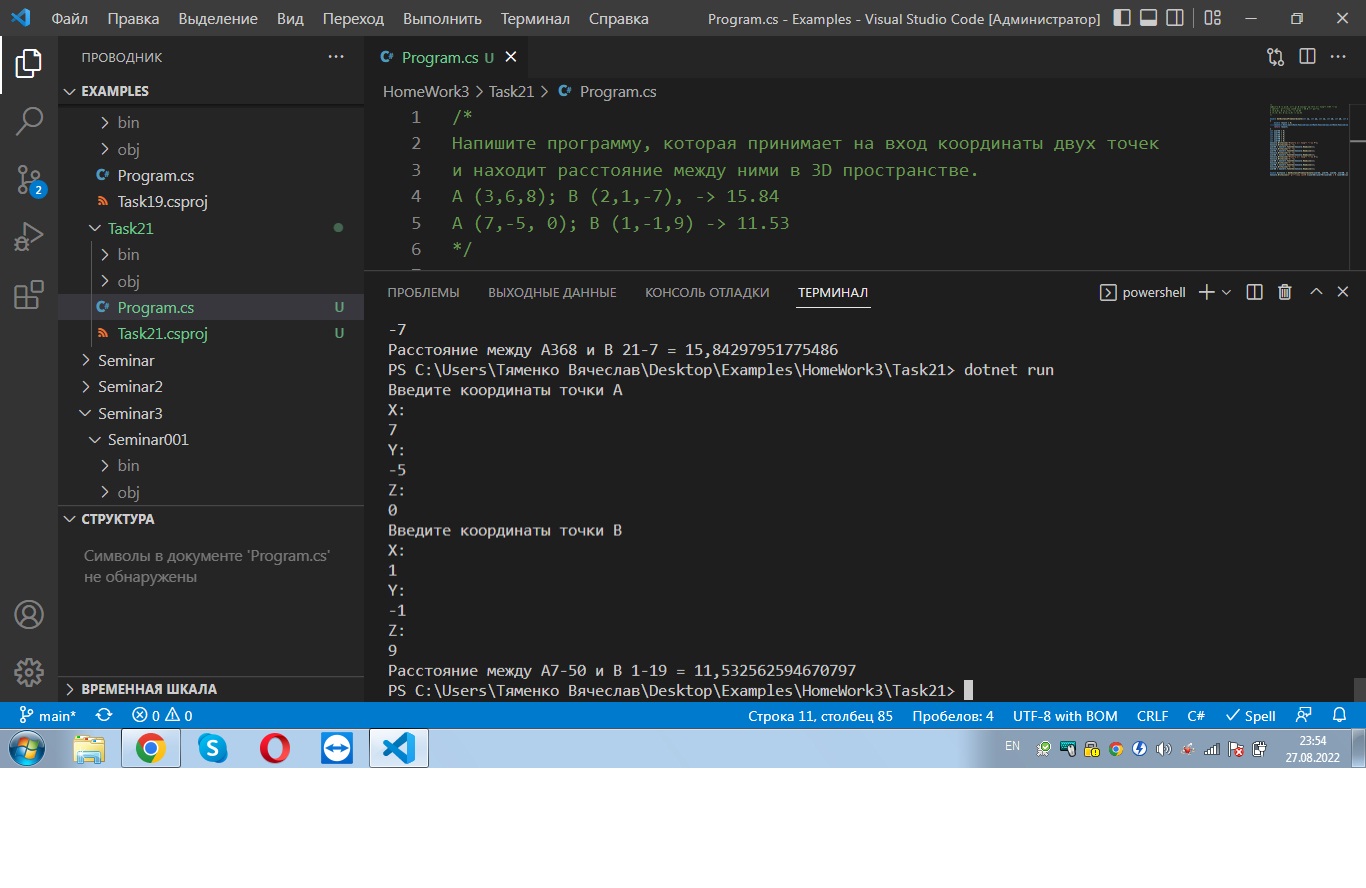 Файл Правка Выделение Вид Переход Выполнить Терминал Справка Program.cs - Examples - Visual Studio Code [Администратор]
ПРОВОДНИК
EXAMPLES
bin
obj
Program.cs
Task19.csproj
Task21
bin
obj
Program.cs U
Task21.csproj U
Seminar
Seminar2
Seminar3
Seminar001
bin
obj
СТРУКТУРА
Символы в документе 'Program.cs'
не обнаружены
ВРЕМЕННАЯ ШКАЛА
Program.cs U
HomeWork3 > Task21 > Program.cs
1 /*
2 Напишите программу, которая принимает на вход координаты двух точек
3 и находит расстояние между ними в 3D пространстве.
4 A (3,6,8); B (2,1,-7), -> 15.84
5 A (7,-5, 0); B (1,-1,9) -> 11.53
6 */
ПРОБЛЕМЫ ВЫХОДНЫЕ ДАННЫЕ КОНСОЛЬ ОТЛАДКИ ТЕРМИНАЛ powershell
-7
Расстояние между A368 и B 21-7 = 15,84297951775486
PS C:\Users\Тяменко Вячеслав\Desktop\Examples\HomeWork3\Task21> dotnet run
Введите координаты точки A
X:
7
Y:
-5
Z:
0
Введите координаты точки B
X:
1
Y:
-1
Z:
9
Расстояние между A7-50 и B 1-19 = 11,532562594670797
PS C:\Users\Тяменко Вячеслав\Desktop\Examples\HomeWork3\Task21>
2
main* 0 0 Строка 11, столбец 85 Пробелов: 4 UTF-8 with BOM CRLF C# Spell
EN 23:54
27.08.2022